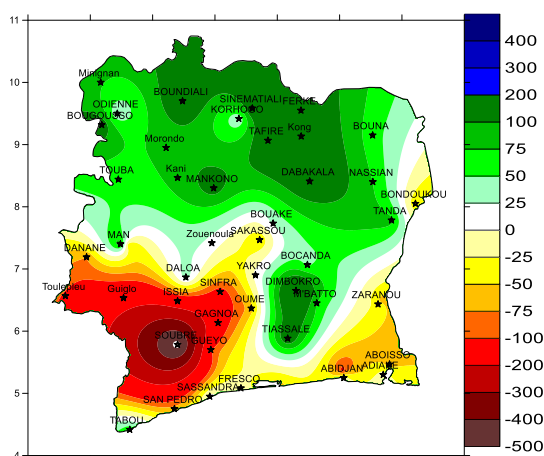 11
10
9
8
7
6
5
4
Minignan
ODIENNE
BOUNDIALI
SINEMATIALI
FERKE
KORHOGO
BOUGOUSSO
TAFIRE
Kong
BOUNA
Morondo
TOUBA
Kani
MANKONO
DABAKALA
NASSIAN
BONDOUKOU
TANDA
BOUAKE
MAN
Zouenoula
SAKASSOU
DANANE
DALOA
YAKRO
BOCANDA
Toulepleu
Guiglo
ISSIA
SINFRA
DIMBOKRO
M'BATTO
ZARANOU
OUME
GAGNOA
SOUBRE
GUEYO
TIASSALE
ABOISSO
ADIAKE
ABIDJAN
FRESCO
SASSANDRA
SAN PEDRO
TABOU
400
300
200
100
75
50
25
0
-25
-50
-75
-100
-200
-300
-400
-500